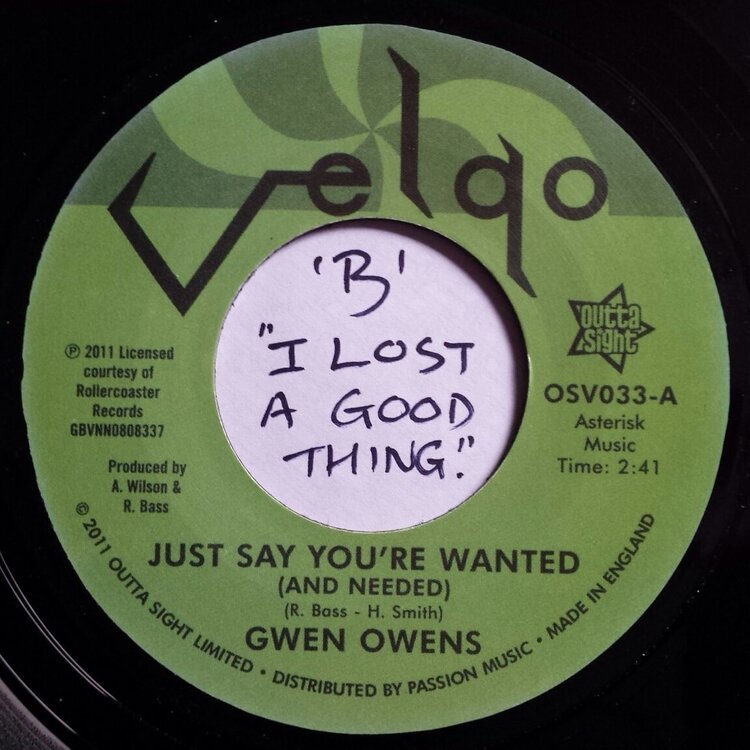 Velgo
'B'
"I LOST
A GOOD
THING."
℗ 2011 Licensed
courtesy of
Rollercoaster
Records
GBVNN0808337
Produced by
A. Wilson &
R. Bass
outta
sight
OSV033-A
Asterisk
Music
Time: 2:41
JUST SAY YOU'RE WANTED
(AND NEEDED)
(R. Bass - H. Smith)
GWEN OWENS
© 2011 OUTTA SIGHT LIMITED • DISTRIBUTED BY PASSION MUSIC • MADE IN ENGLAND